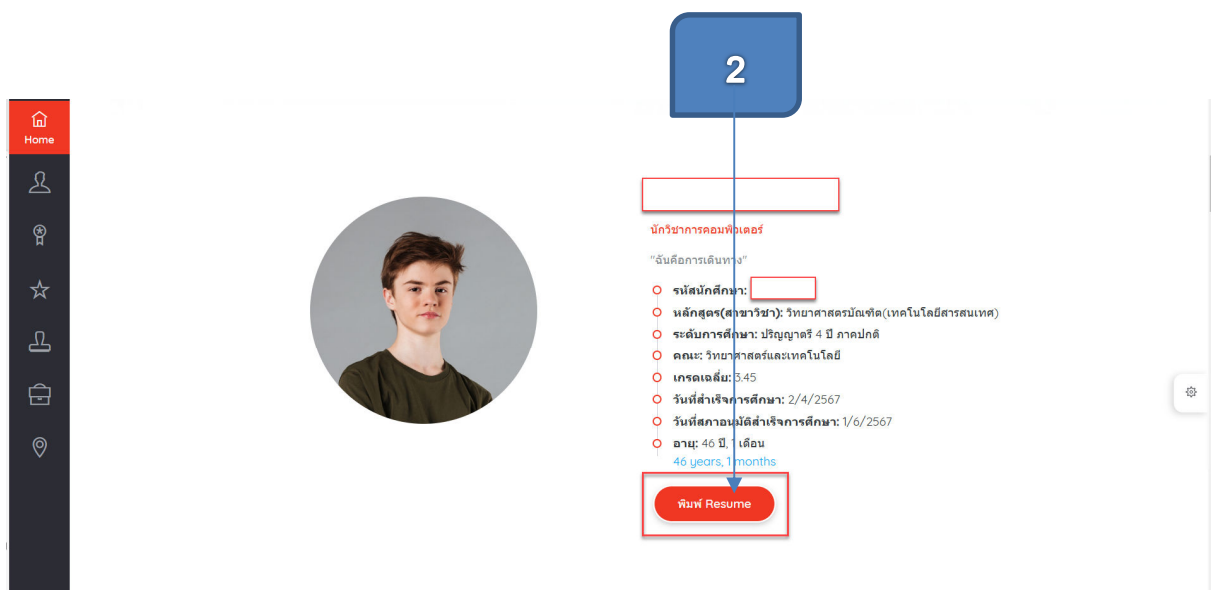 2
Home
นักวิชาการคอมพิวเตอร์
"ฉันคือการเดินทาง"
รหัสนักศึกษา:
หลักสูตร(สาขาวิชา): วิทยาศาสตรบัณฑิต(เทคโนโลยีสารสนเทศ)
ระดับการศึกษา: ปริญญาตรี 4 ปี ภาคปกติ
คณะ: วิทยาศาสตร์และเทคโนโลยี
เกรดเฉลี่ย: 3.45
วันที่สำเร็จการศึกษา: 2/4/2567
วันที่สภาอนุมัติสำเร็จการศึกษา: 1/6/2567
อายุ: 46 ปี, 1 เดือน
46 years, 1 months
พิมพ์ Resume